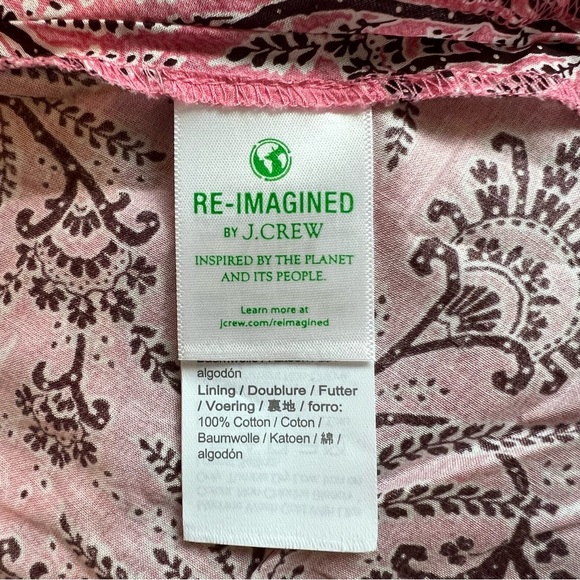 RE-IMAGINED
BY J.CREW
INSPIRED BY THE PLANET
AND ITS PEOPLE.
Learn more at
jcrew.com/reimagined
algodón
Lining / Doublure / Futter
/ Voering / 裏地 / forro:
100% Cotton / Coton /
Baumwolle / Katoen / 綿 /
algodón